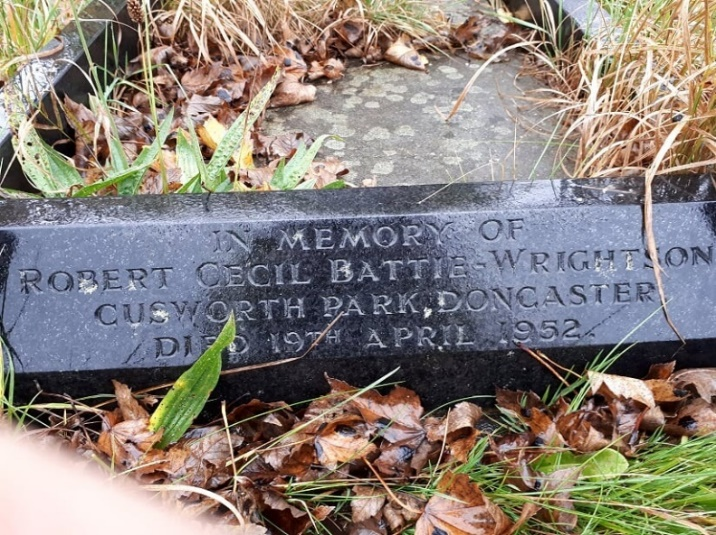 IN MEMORY OF
ROBERT CECIL BATTIE-WRIGHTSON
CUSWORTH PARK DONCASTER
DIED 19TH APRIL 1952.